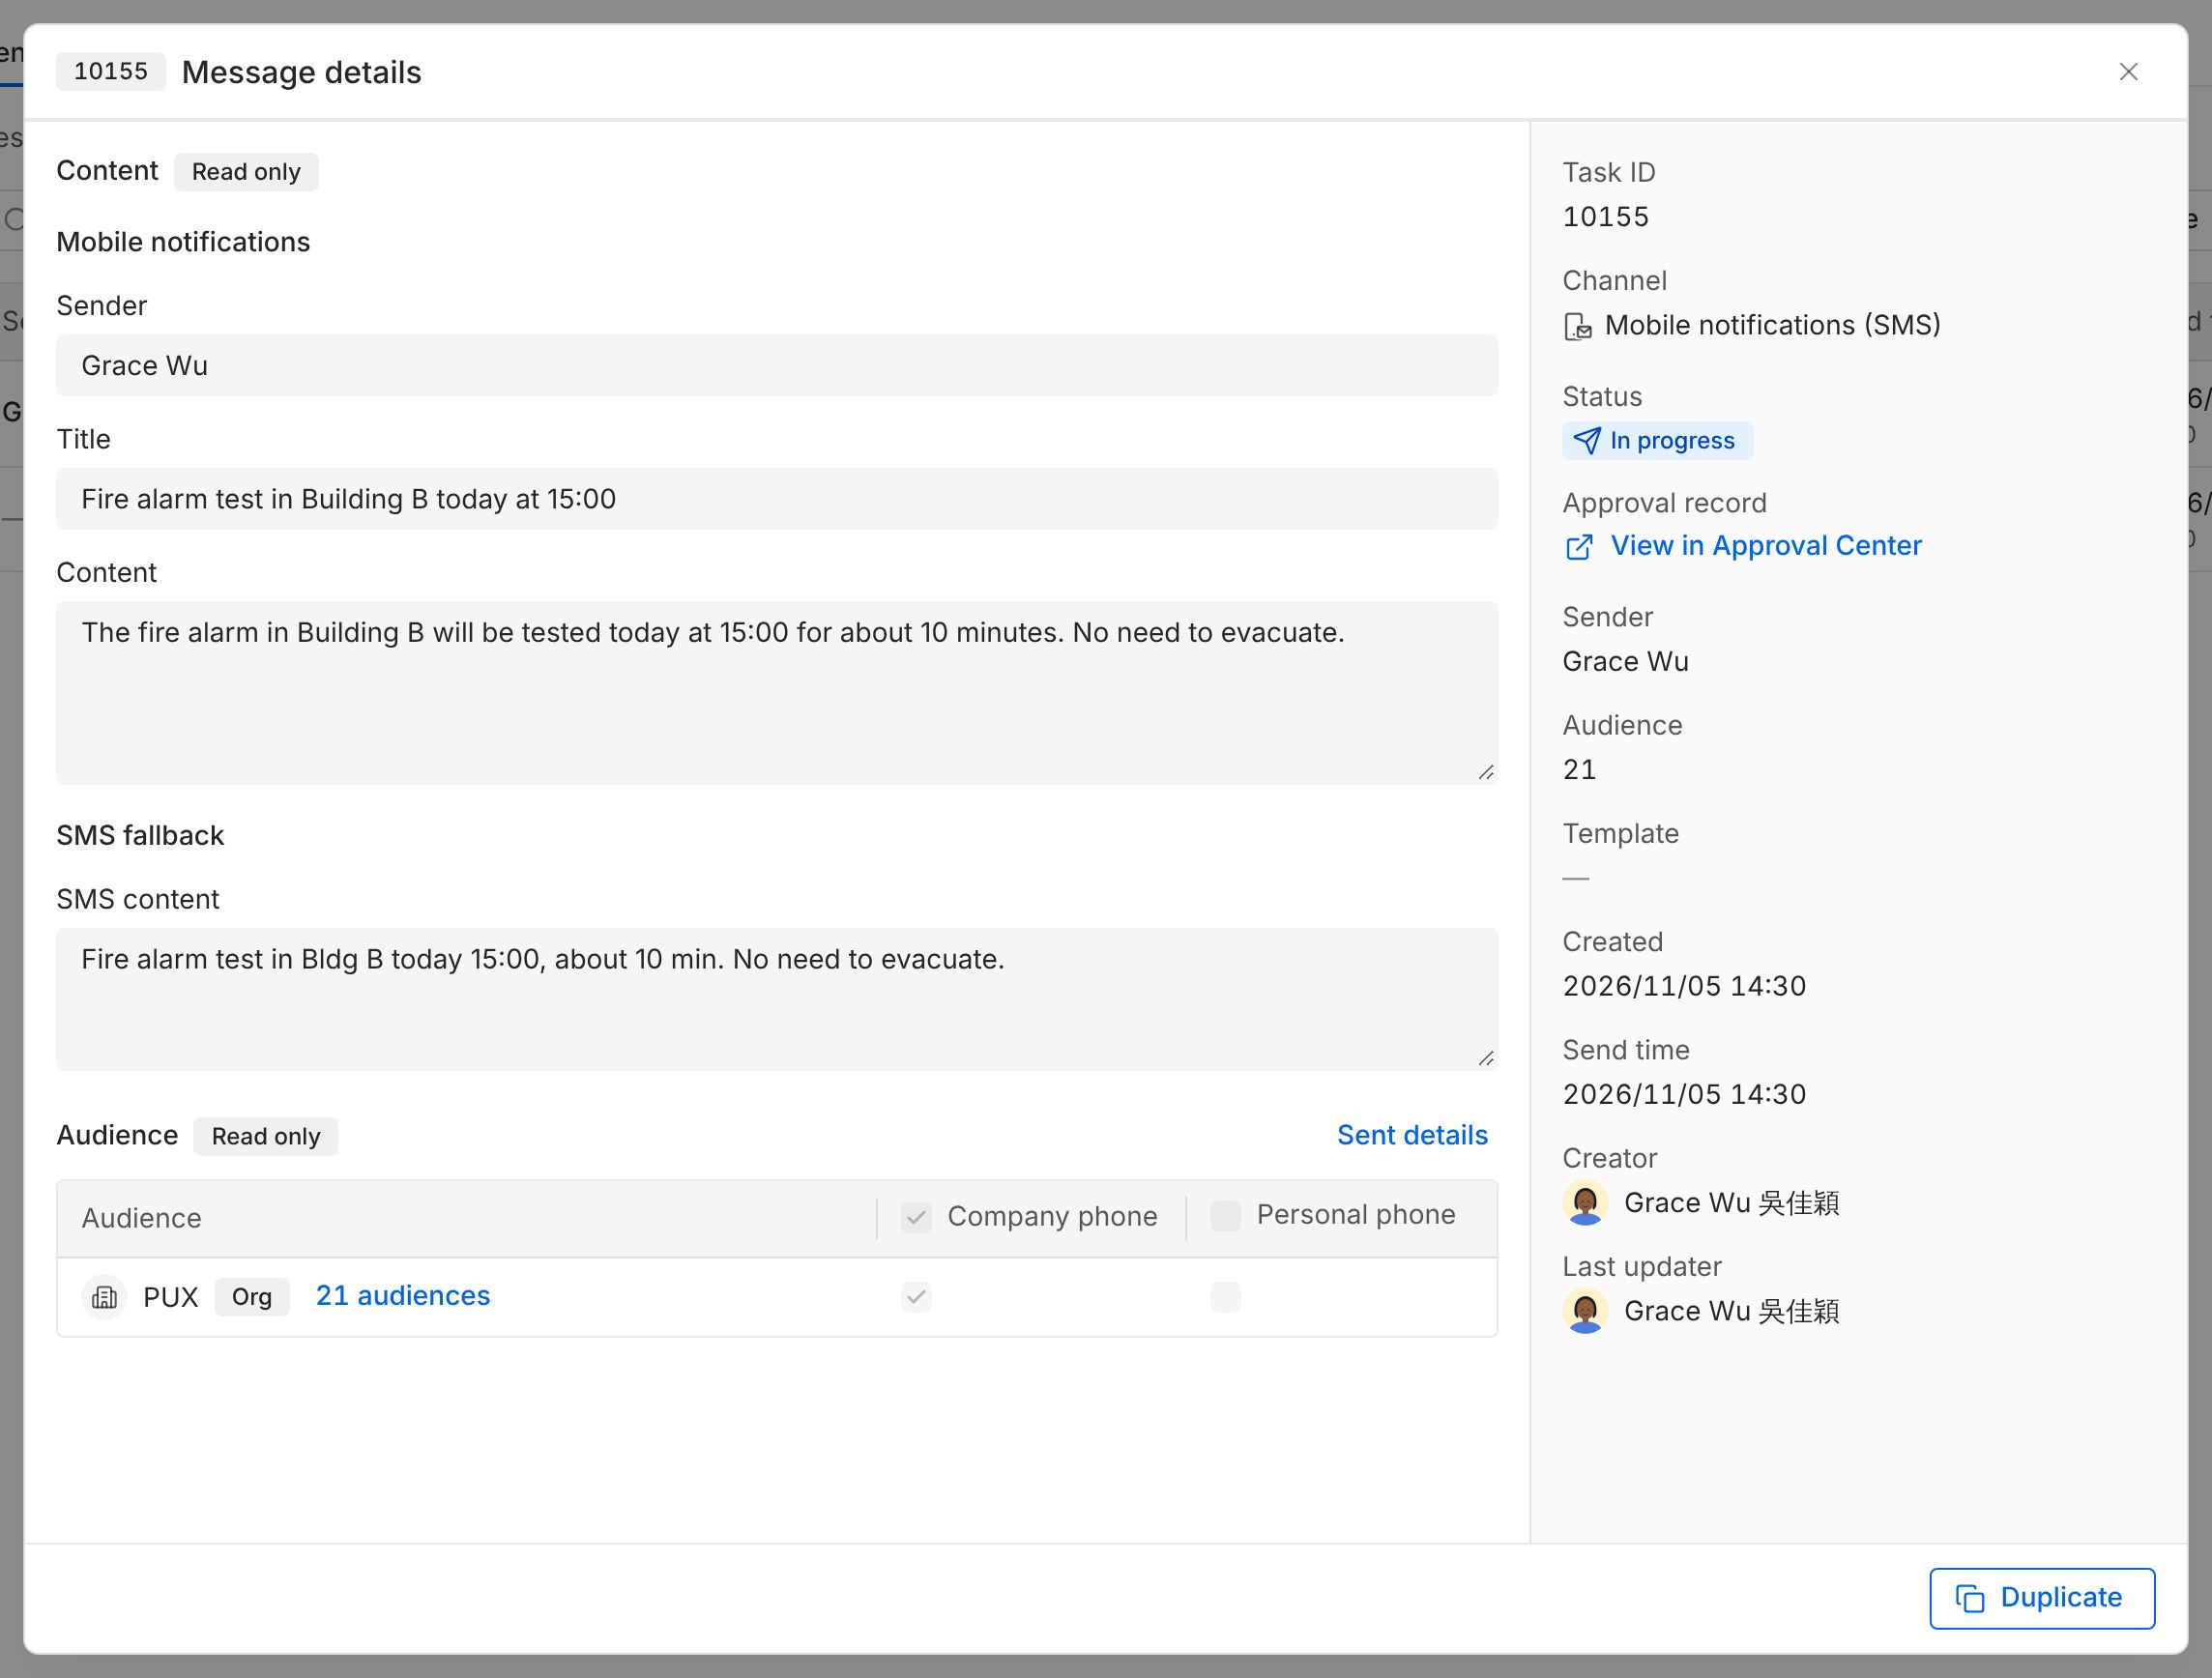 10155 Message details
Content Read only
Mobile notifications
Sender
Grace Wu
Title
Fire alarm test in Building B today at 15:00
Content
The fire alarm in Building B will be tested today at 15:00 for about 10 minutes. No need to evacuate.
SMS fallback
SMS content
Fire alarm test in Bldg B today 15:00, about 10 min. No need to evacuate.
Audience Read only Sent details
Audience Company phone Personal phone
PUX Org 21 audiences
Task ID
10155
Channel
Mobile notifications (SMS)
Status
In progress
Approval record
View in Approval Center
Sender
Grace Wu
Audience
21
Template
—
Created
2026/11/05 14:30
Send time
2026/11/05 14:30
Creator
Grace Wu 吳佳穎
Last updater
Grace Wu 吳佳穎
Duplicate